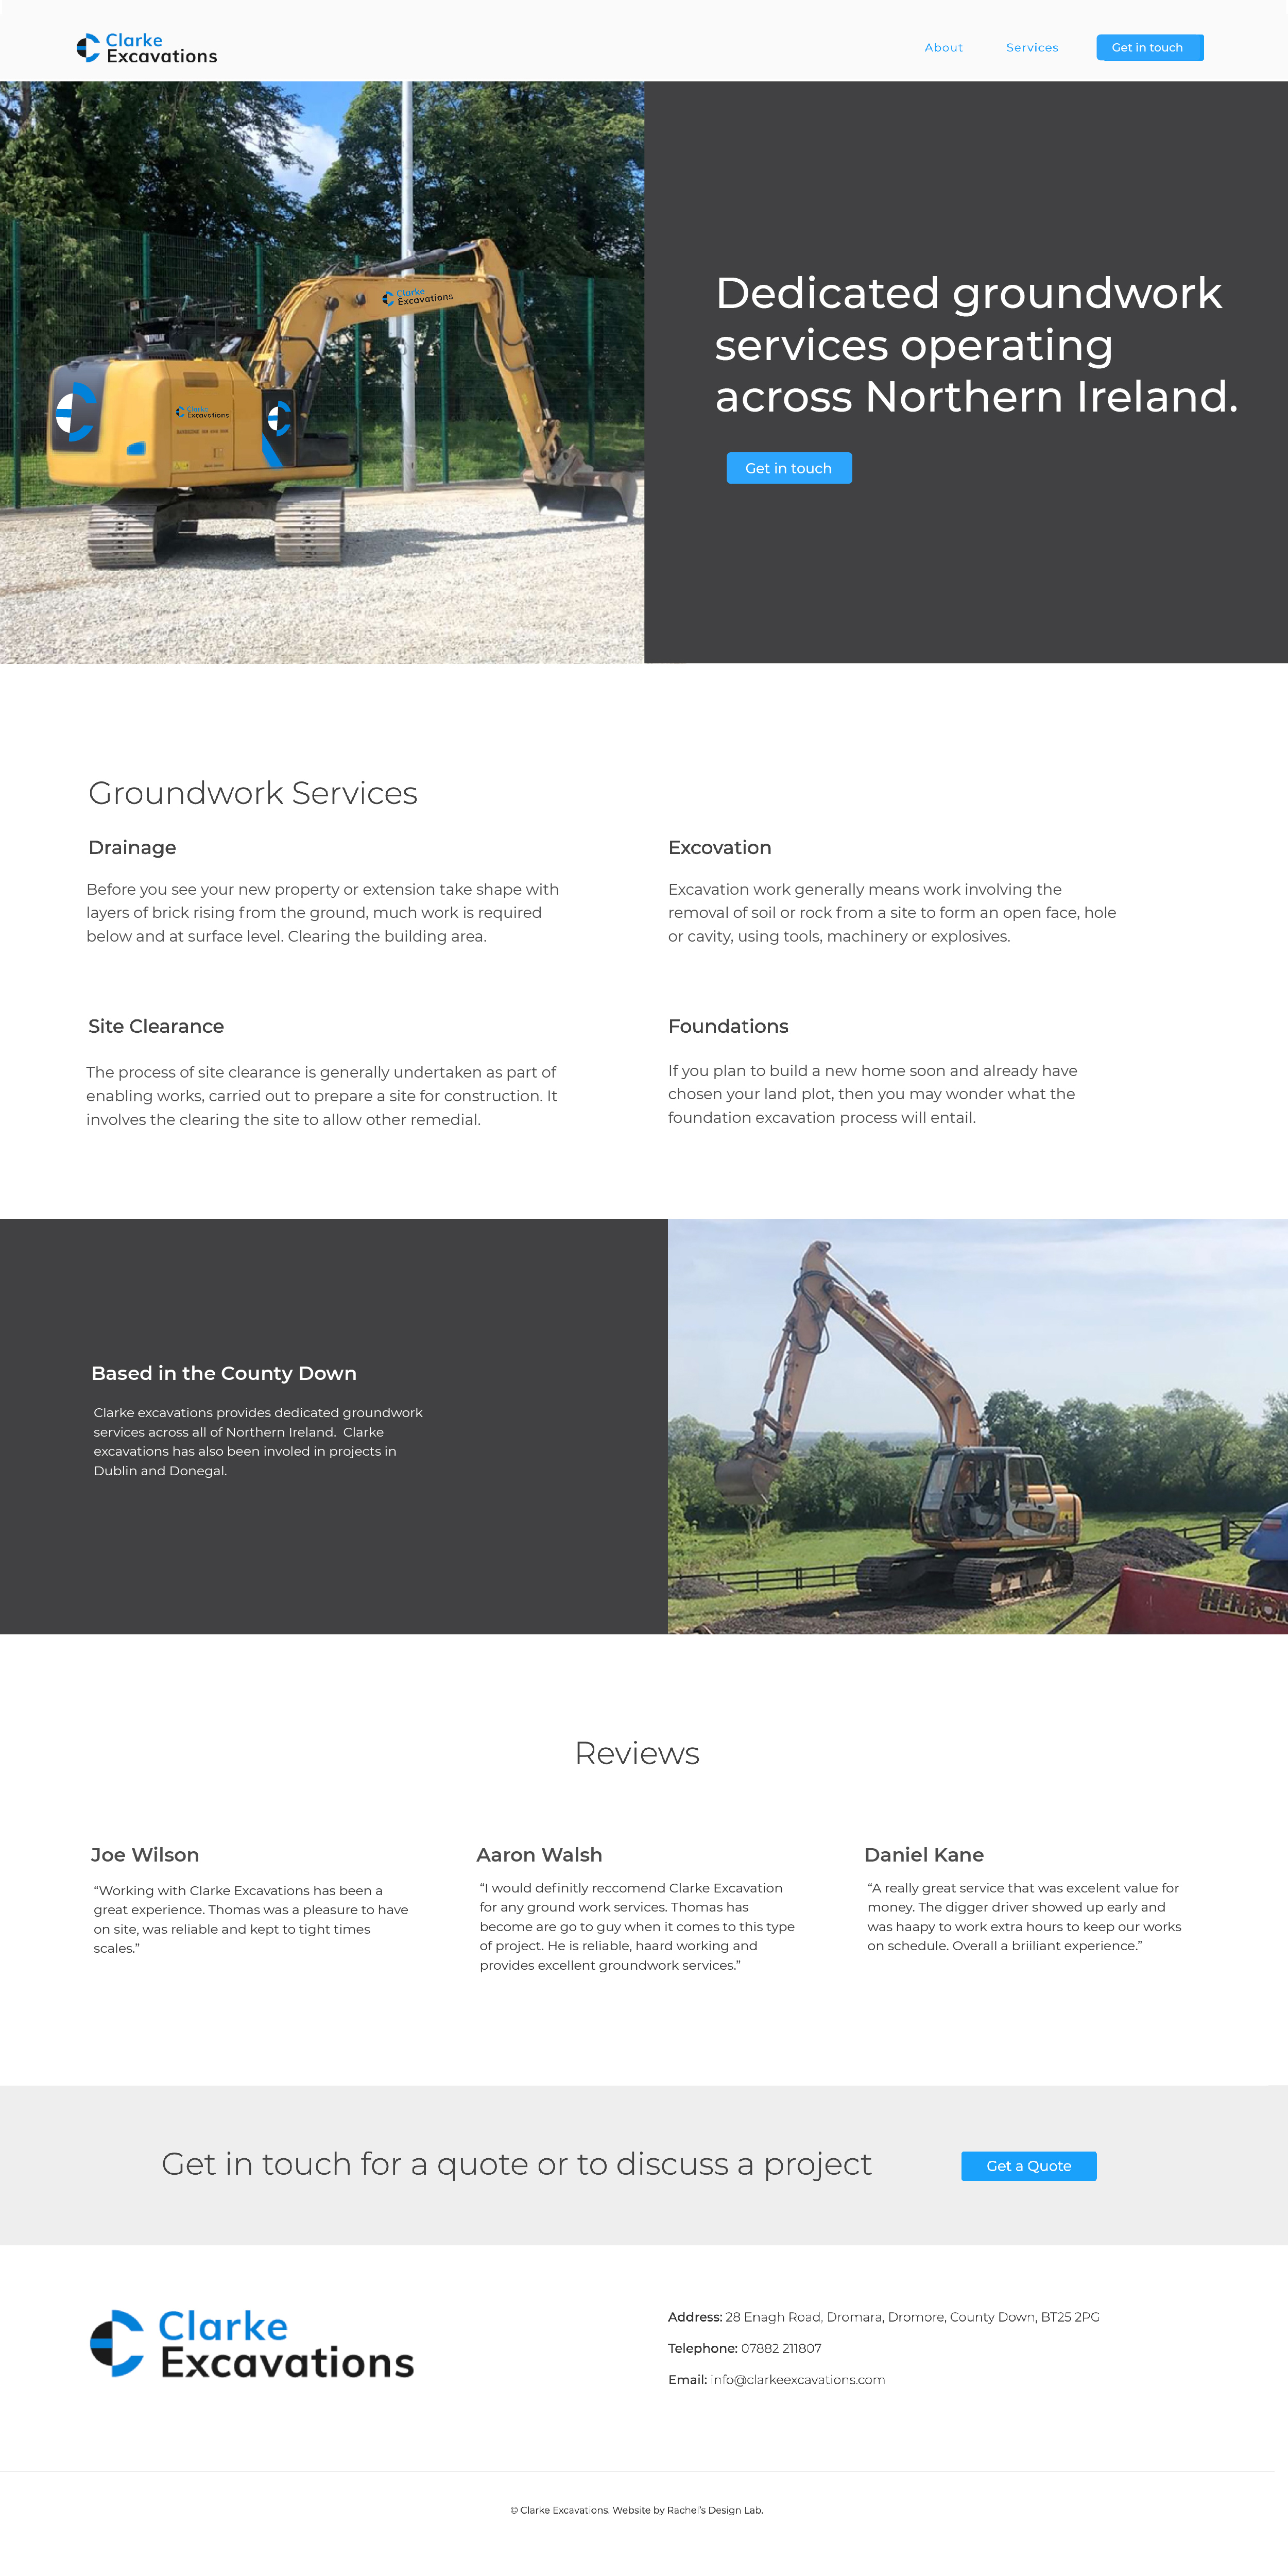 Clarke
Excavations
About
Services
Get in touch
Clarke
Excavations
Clarke
Excavations
Dedicated groundwork
services operating
across Northern Ireland.
Get in touch
Groundwork Services
Drainage
Before you see your new property or extension take shape with
layers of brick rising from the ground, much work is required
below and at surface level. Clearing the building area.
Excovation
Excavation work generally means work involving the
removal of soil or rock from a site to form an open face, hole
or cavity, using tools, machinery or explosives.
Site Clearance
The process of site clearance is generally undertaken as part of
enabling works, carried out to prepare a site for construction. It
involves the clearing the site to allow other remedial.
Foundations
If you plan to build a new home soon and already have
chosen your land plot, then you may wonder what the
foundation excavation process will entail.
Based in the County Down
Clarke excavations provides dedicated groundwork
services across all of Northern Ireland.  Clarke
excavations has also been involed in projects in
Dublin and Donegal.
Reviews
Joe Wilson
“Working with Clarke Excavations has been a
great experience. Thomas was a pleasure to have
on site, was reliable and kept to tight times
scales.”
Aaron Walsh
“I would definitly reccomend Clarke Excavation
for any ground work services. Thomas has
become are go to guy when it comes to this type
of project. He is reliable, haard working and
provides excellent groundwork services.”
Daniel Kane
“A really great service that was excelent value for
money. The digger driver showed up early and
was haapy to work extra hours to keep our works
on schedule. Overall a briiliant experience.”
Get in touch for a quote or to discuss a project
Get a Quote
Clarke
Excavations
Address: 28 Enagh Road, Dromara, Dromore, County Down, BT25 2PG
Telephone: 07882 211807
Email: info@clarkeexcavations.com
© Clarke Excavations. Website by Rachel's Design Lab.